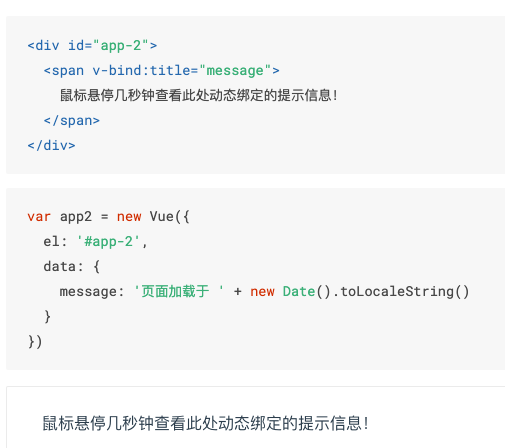 <div id="app-2">
  <span v-bind:title="message">
    鼠标悬停几秒钟查看此处动态绑定的提示信息！
  </span>
</div>
var app2 = new Vue({
  el: '#app-2',
  data: {
    message: '页面加载于 ' + new Date().toLocaleString()
  }
})
鼠标悬停几秒钟查看此处动态绑定的提示信息！